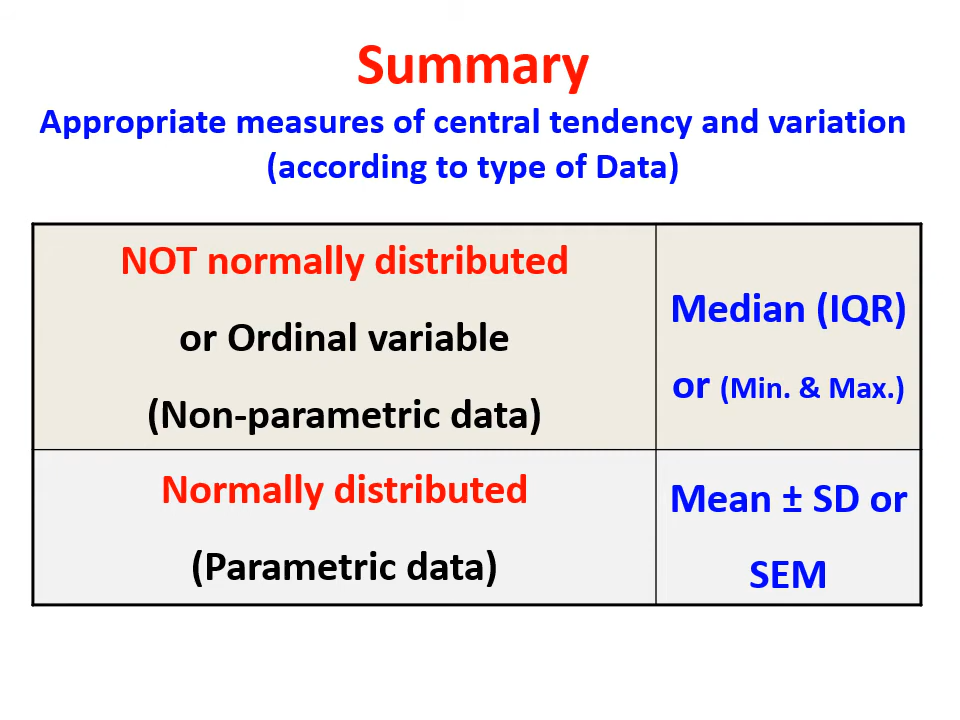 Summary
Appropriate measures of central tendency and variation
(according to type of Data)
NOT normally distributed
or Ordinal variable
(Non-parametric data)
Median (IQR)
or (Min. & Max.)
Normally distributed
(Parametric data)
Mean ± SD or
SEM